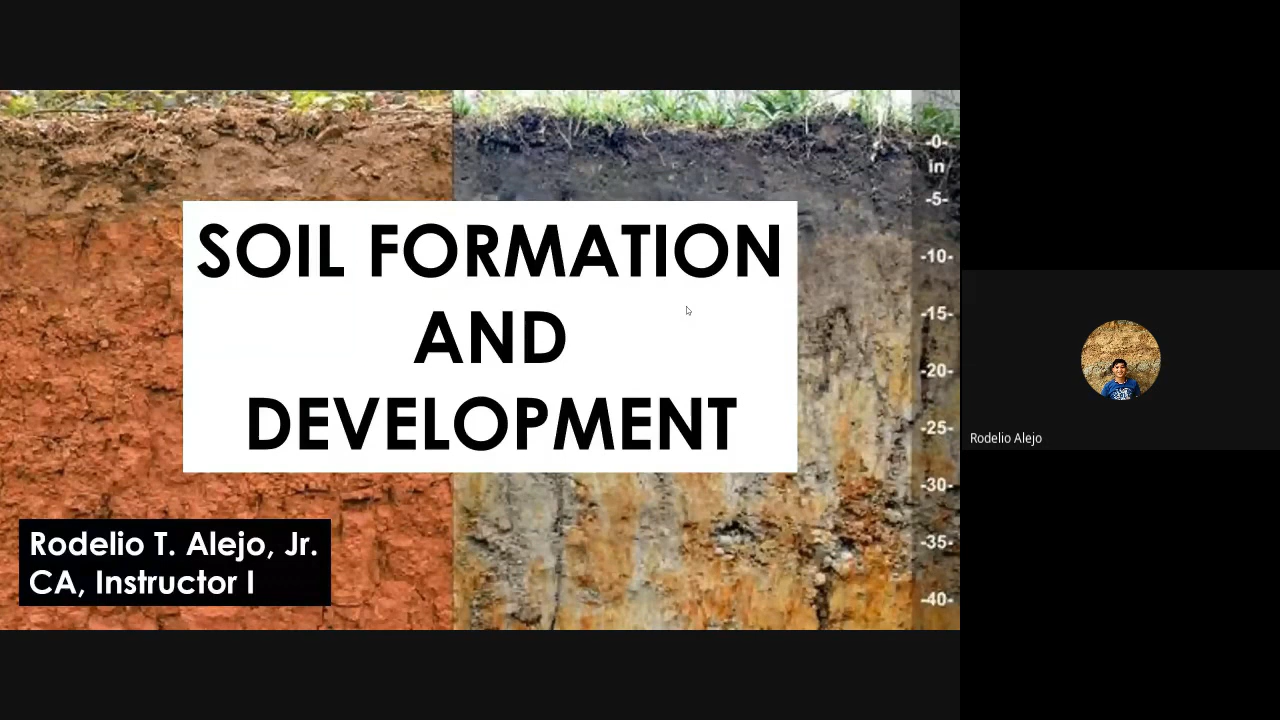 SOIL FORMATION
AND
DEVELOPMENT
Rodelio T. Alejo, Jr.
CA, Instructor I
-0-
in
-5-
-10-
-15-
-20-
-25-
-30-
-35-
-40-
Rodelio Alejo